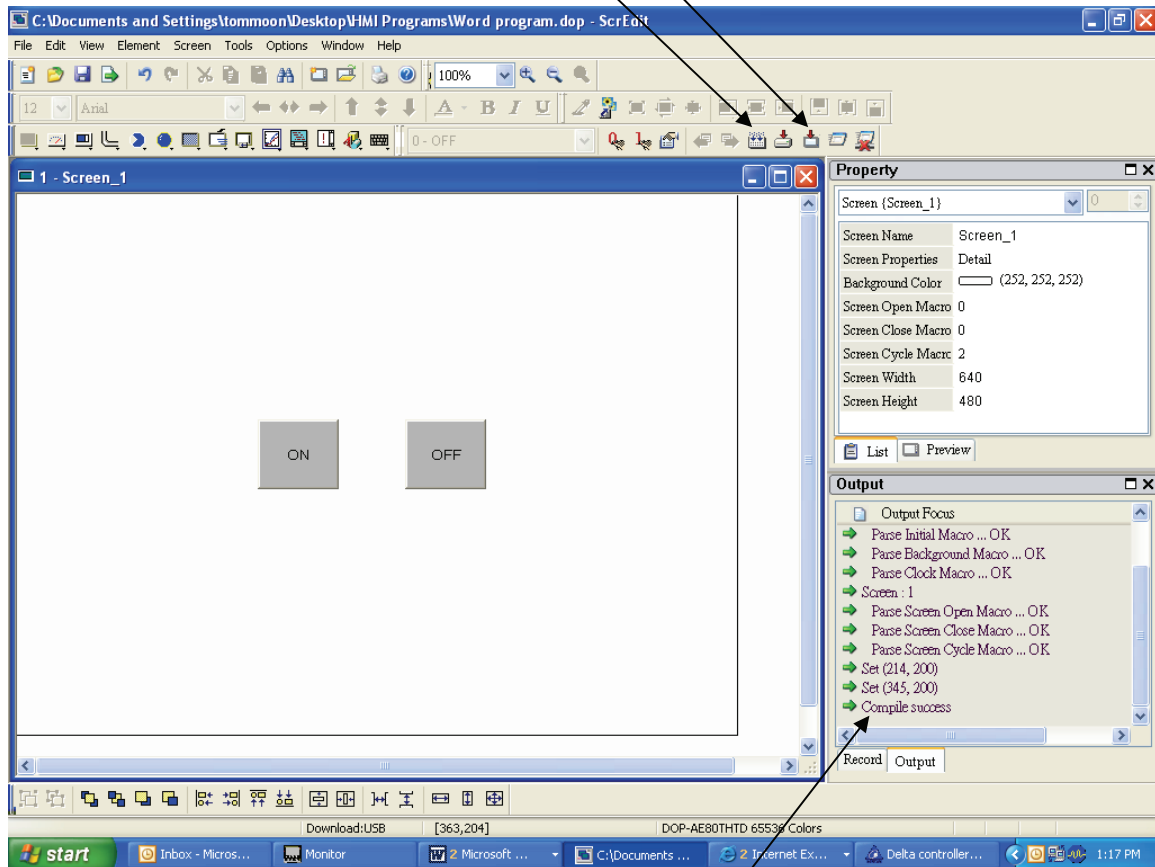 C:\Documents and Settings\tommoon\Desktop\HMI Programs\Word program.dop - ScrEdit
File Edit View Element Screen Tools Options Window Help
100%
12 Arial A B I U
0 - OFF
1 - Screen_1
ON OFF
Property
Screen {Screen_1} 0
Screen Name Screen_1
Screen Properties Detail
Background Color (252, 252, 252)
Screen Open Macro 0
Screen Close Macro 0
Screen Cycle Macrc 2
Screen Width 640
Screen Height 480
List Preview
Output
Output Focus
Parse Initial Macro ... OK
Parse Background Macro ... OK
Parse Clock Macro ... OK
Screen : 1
Parse Screen Open Macro ... OK
Parse Screen Close Macro ... OK
Parse Screen Cycle Macro ... OK
Set (214, 200)
Set (345, 200)
Compile success
Record Output
Download:USB [363,204] DOP-AE80THTD 65536 Colors
start Inbox - Micros... Monitor 2 Microsoft ... C:\Documents ... 2 Internet Ex... Delta controller... 1:17 PM